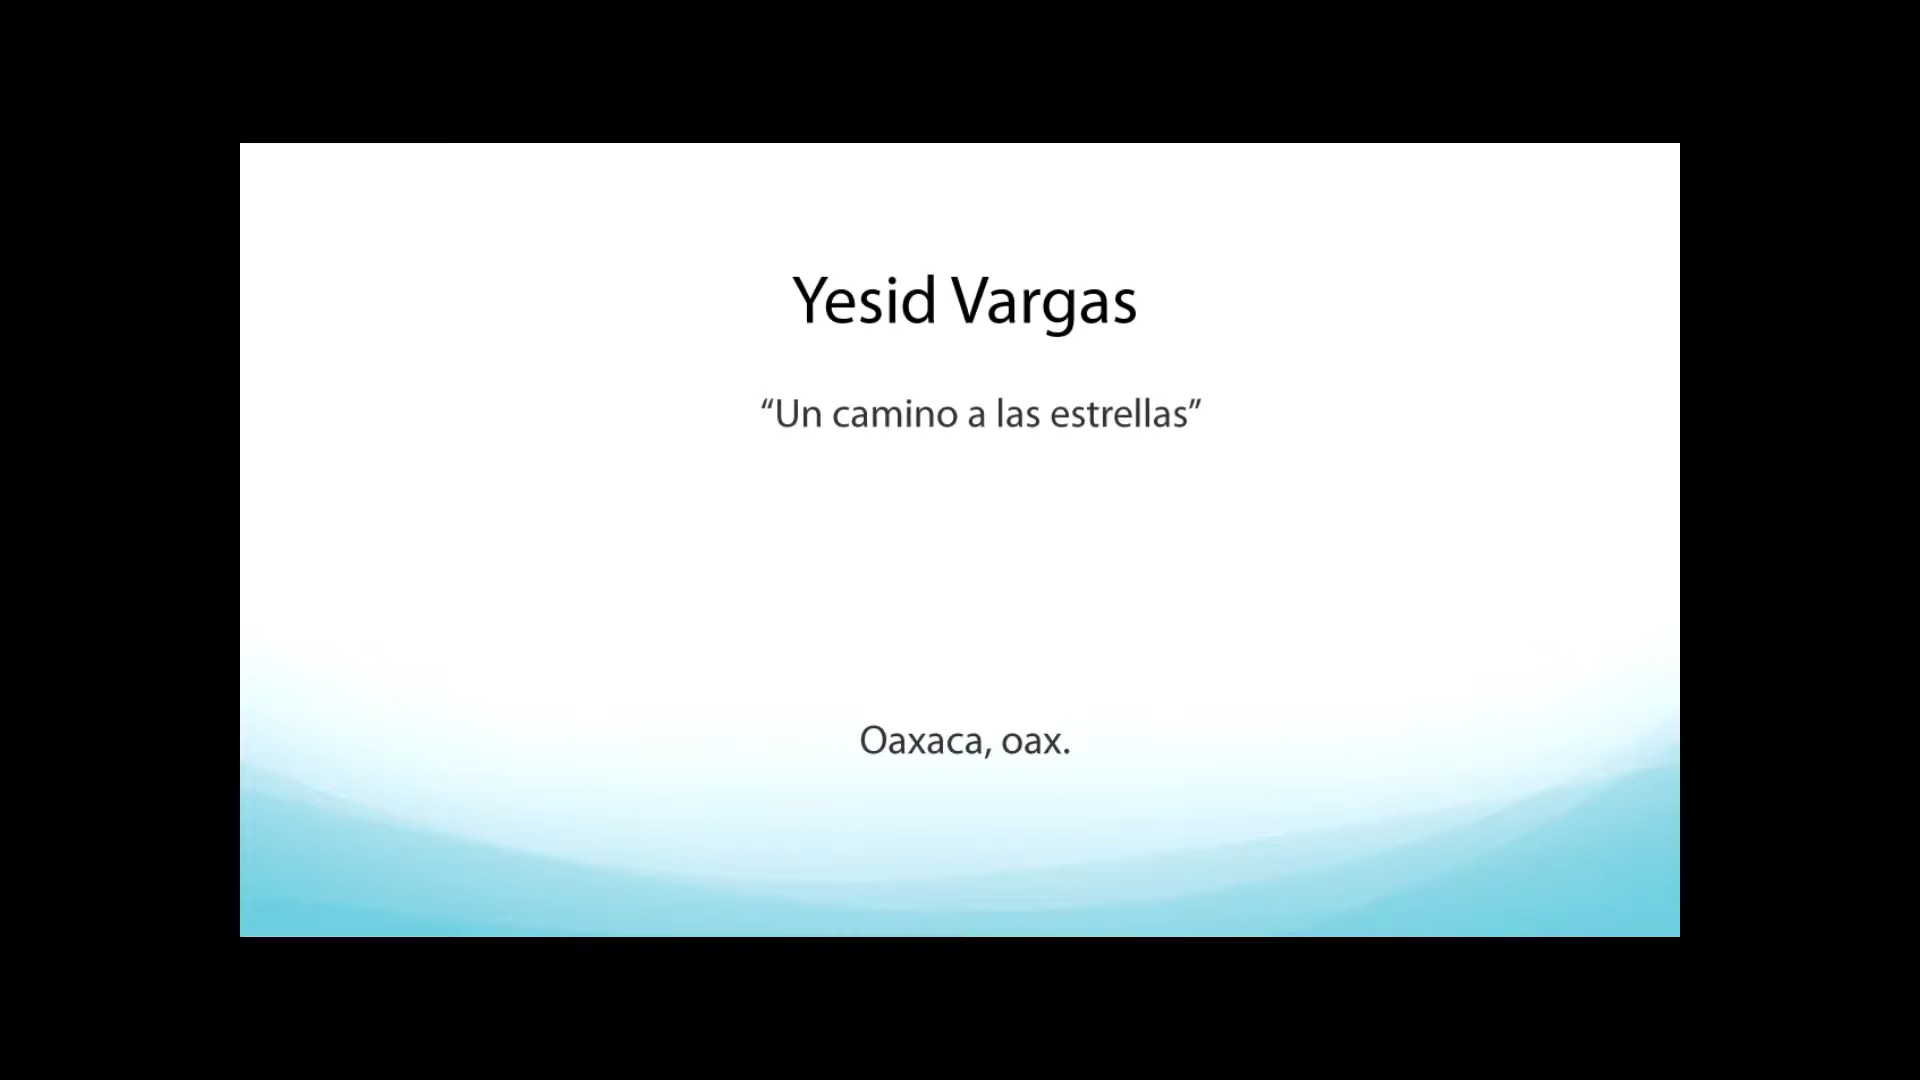 Yesid Vargas
“Un camino a las estrellas”
Oaxaca, oax.